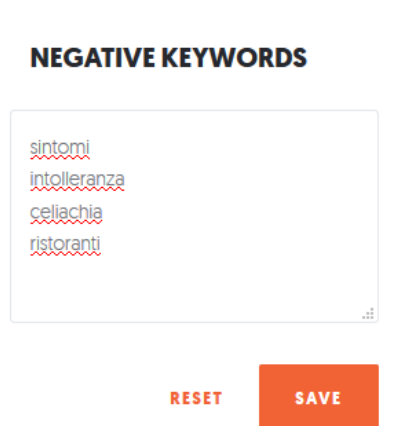 NEGATIVE KEYWORDS
sintomi
intolleranza
celiachia
ristoranti
RESET SAVE